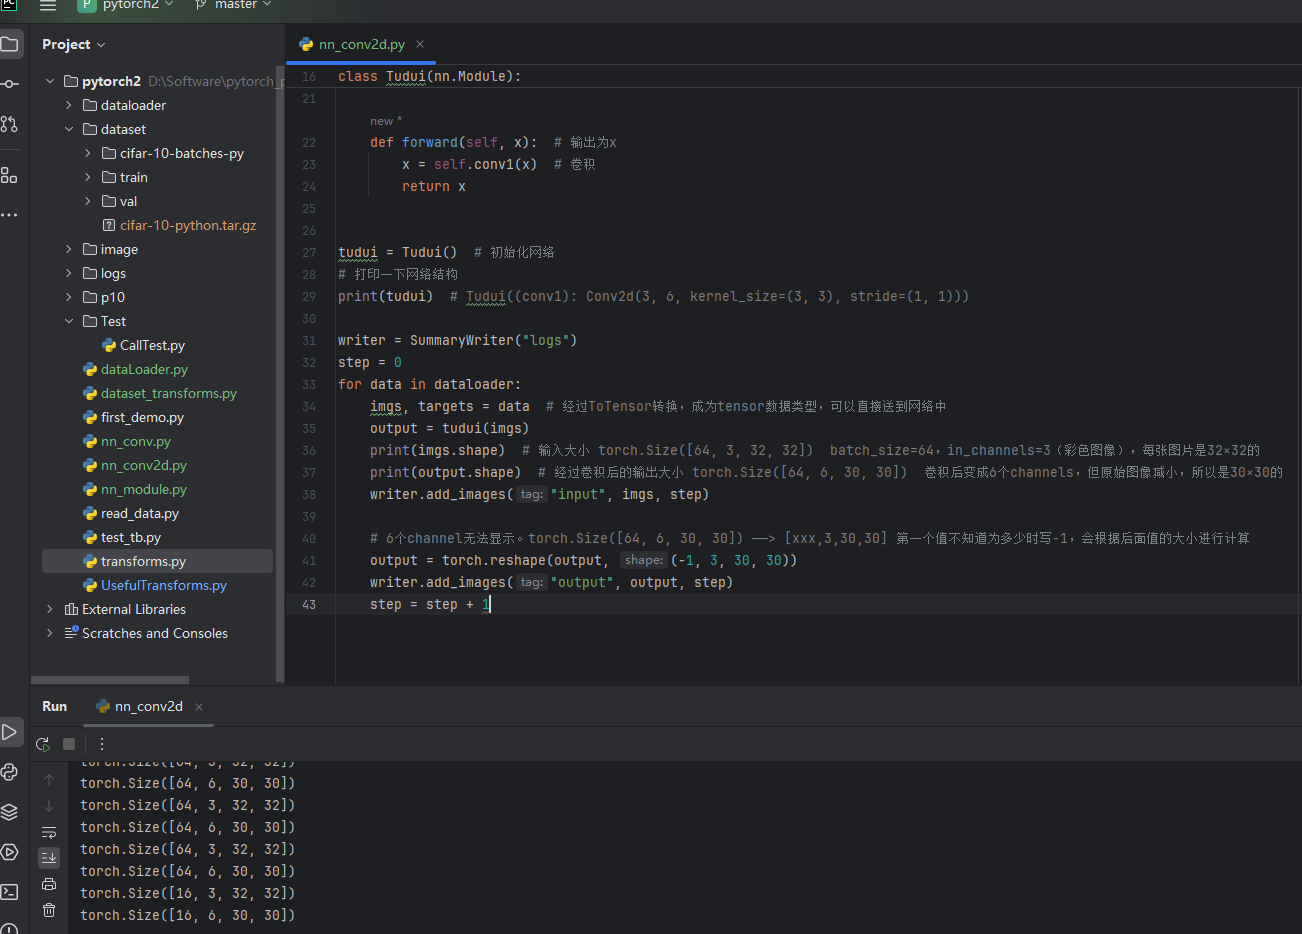 PC
P pytorch2
master
Project
nn_conv2d.py
pytorch2 D:\Software\pytorch_p
dataloader
dataset
cifar-10-batches-py
train
val
cifar-10-python.tar.gz
image
logs
p10
Test
CallTest.py
dataLoader.py
dataset_transforms.py
first_demo.py
nn_conv.py
nn_conv2d.py
nn_module.py
read_data.py
test_tb.py
transforms.py
UsefulTransforms.py
External Libraries
Scratches and Consoles
16 class Tudui(nn.Module):
21
new *
22 def forward(self, x): # 输出为x
23 x = self.conv1(x) # 卷积
24 return x
25
26
27 tudui = Tudui() # 初始化网络
28 # 打印一下网络结构
29 print(tudui) # Tudui((conv1): Conv2d(3, 6, kernel_size=(3, 3), stride=(1, 1)))
30
31 writer = SummaryWriter("logs")
32 step = 0
33 for data in dataloader:
34 imgs, targets = data # 经过ToTensor转换，成为tensor数据类型，可以直接送到网络中
35 output = tudui(imgs)
36 print(imgs.shape) # 输入大小 torch.Size([64, 3, 32, 32]) batch_size=64，in_channels=3（彩色图像），每张图片是32×32的
37 print(output.shape) # 经过卷积后的输出大小 torch.Size([64, 6, 30, 30]) 卷积后变成6个channels，但原始图像减小，所以是30×30的
38 writer.add_images( tag: "input", imgs, step)
39
40 # 6个channel无法显示。torch.Size([64, 6, 30, 30]) ——> [xxx,3,30,30] 第一个值不知道为多少时写-1，会根据后面值的大小进行计算
41 output = torch.reshape(output, shape: (-1, 3, 30, 30))
42 writer.add_images( tag: "output", output, step)
43 step = step + 1
Run nn_conv2d
torch.Size([64, 3, 32, 32])
torch.Size([64, 6, 30, 30])
torch.Size([64, 3, 32, 32])
torch.Size([64, 6, 30, 30])
torch.Size([64, 3, 32, 32])
torch.Size([64, 6, 30, 30])
torch.Size([16, 3, 32, 32])
torch.Size([16, 6, 30, 30])